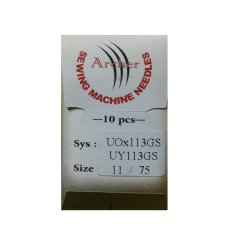 Archer
SEWING MACHINE NEEDLES
—10 pcs—
Sys : UOx113GS
UY113GS
Size 11 / 75